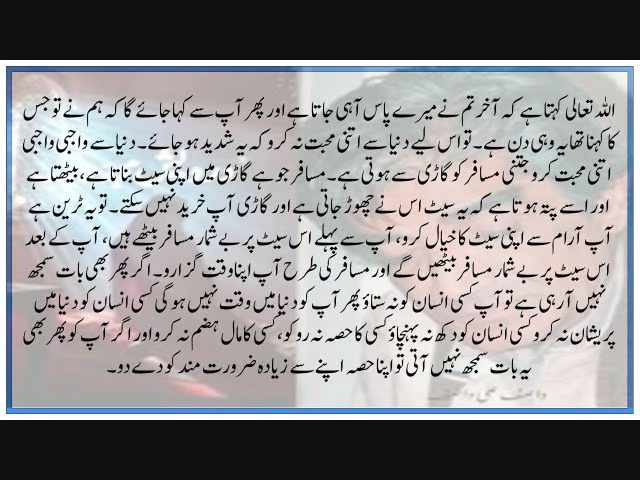 اللہ تعالی کہتا ہے کہ آخر تم نے میرے پاس آہی جانا ہے اور پھر آپ سے کہا جائے گا کہ ہم نے تو جس
کا کہنا تھا یہ وہی دن ہے۔ تو اس لیے دنیا سے اتنی محبت نہ کرو کہ یہ شدید ہو جائے۔ دنیا سے واجبی واجبی
اتنی محبت کرو جتنی مسافر کو گاڑی سے ہوتی ہے۔ مسافر جو ہے گاڑی میں اپنی سیٹ بناتا ہے، بیٹھتا ہے
اور اسے پتہ ہوتا ہے کہ یہ سیٹ اس نے چھوڑ جاتی ہے اور گاڑی آپ خرید نہیں سکتے۔ تو یہ ٹرین ہے
آپ آرام سے اپنی سیٹ کا خیال کرو، آپ سے پہلے اس سیٹ پر بے شمار مسافر بیٹھے ہیں، آپ کے بعد
اس سیٹ پر بے شمار مسافر بیٹھیں گے اور مسافر کی طرح آپ اپنا وقت گزارو۔ اگر پھر بھی بات سمجھ
نہیں آرہی ہے تو آپ کسی انسان کو نہ ستاؤ پھر آپ کو دنیا میں وقت نہیں ہوگی کسی انسان کو دنیا میں
پریشان نہ کرو کسی انسان کو دکھ نہ پہنچاؤ کسی کا حصہ نہ روکو، کسی کا مال ہضم نہ کرو اور اگر آپ کو پھر بھی
یہ بات سمجھ نہیں آتی تو اپنا حصہ اپنے سے زیادہ ضرورت مند کو دے دو۔
واصف علی واصف